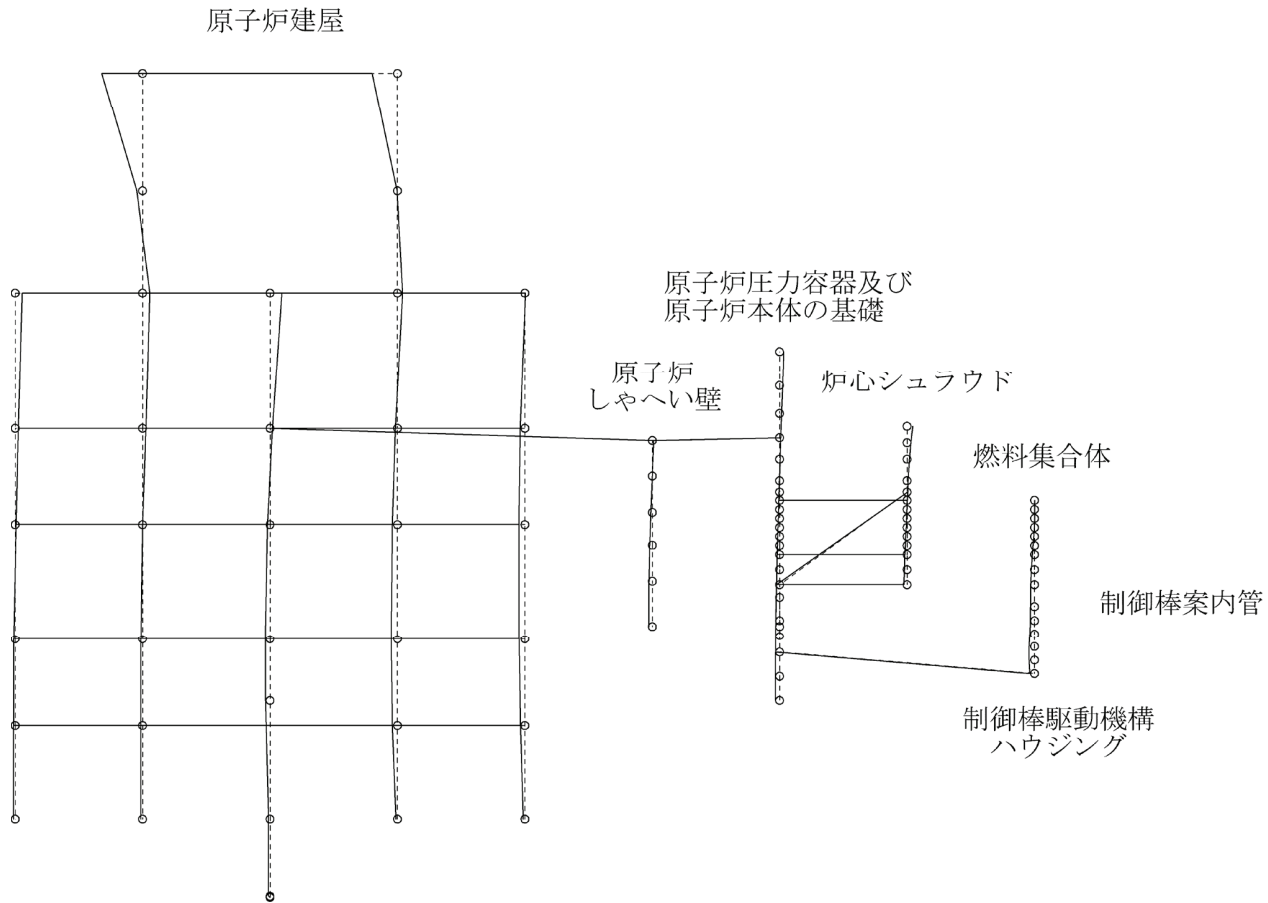 原子炉建屋
原子炉圧力容器及び
原子炉本体の基礎
原子炉
しゃへい壁
炉心シュラウド
燃料集合体
制御棒案内管
制御棒駆動機構
ハウジング